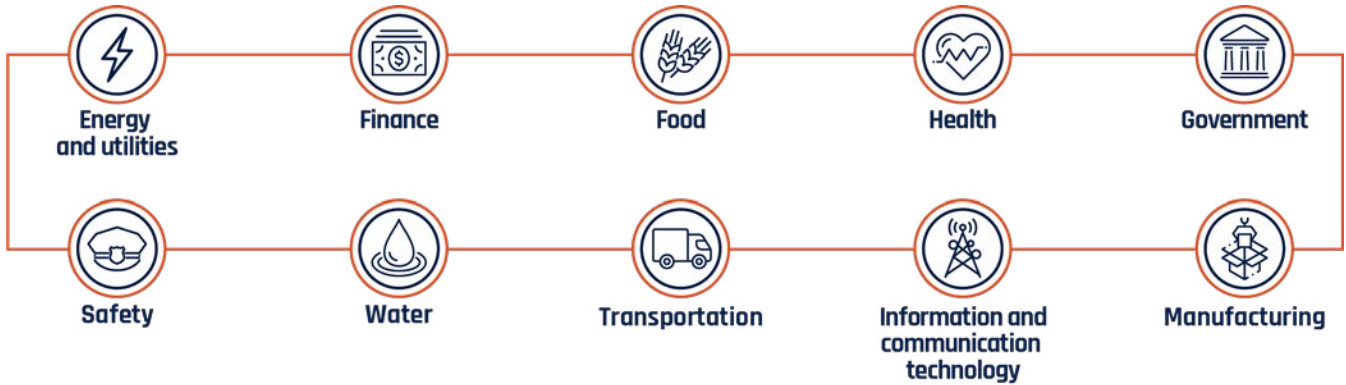 Energy
and utilities
Finance
$
Food
Health
Government
Safety
Water
Transportation
Information and
communication
technology
Manufacturing